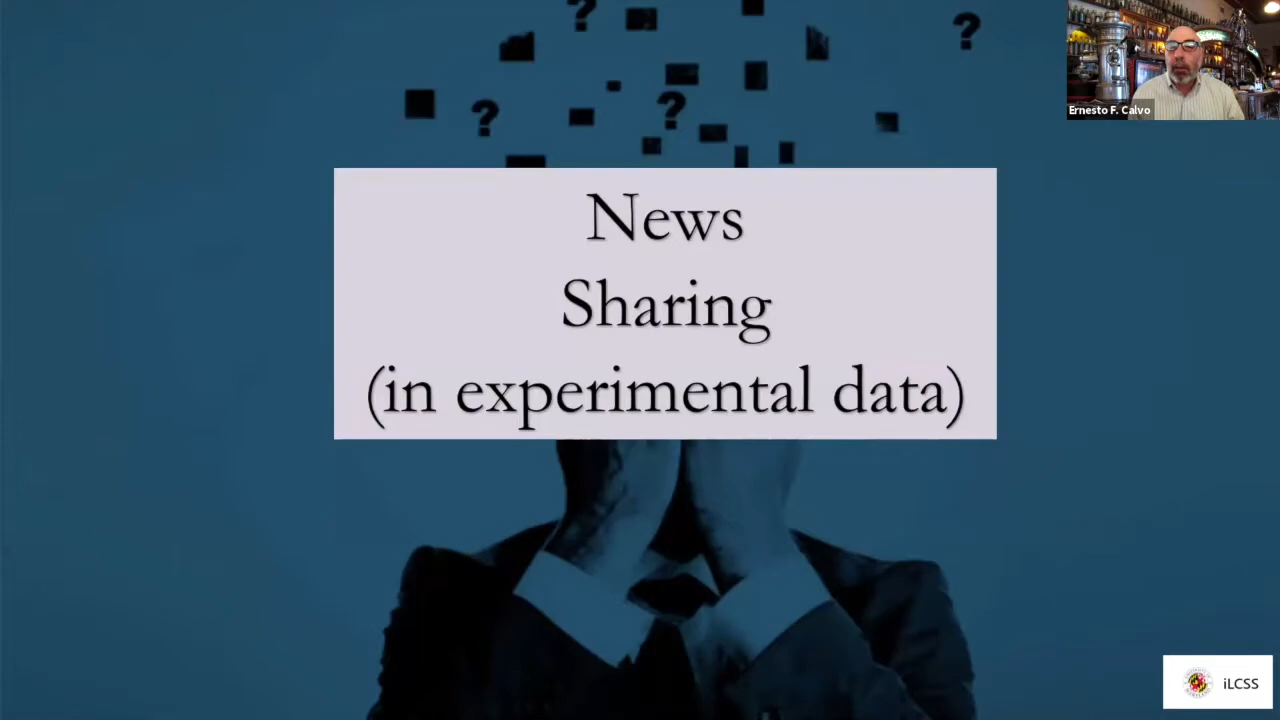 ?
?
?
?
Ernesto F. Calvo
News
Sharing
(in experimental data)
iLCSS